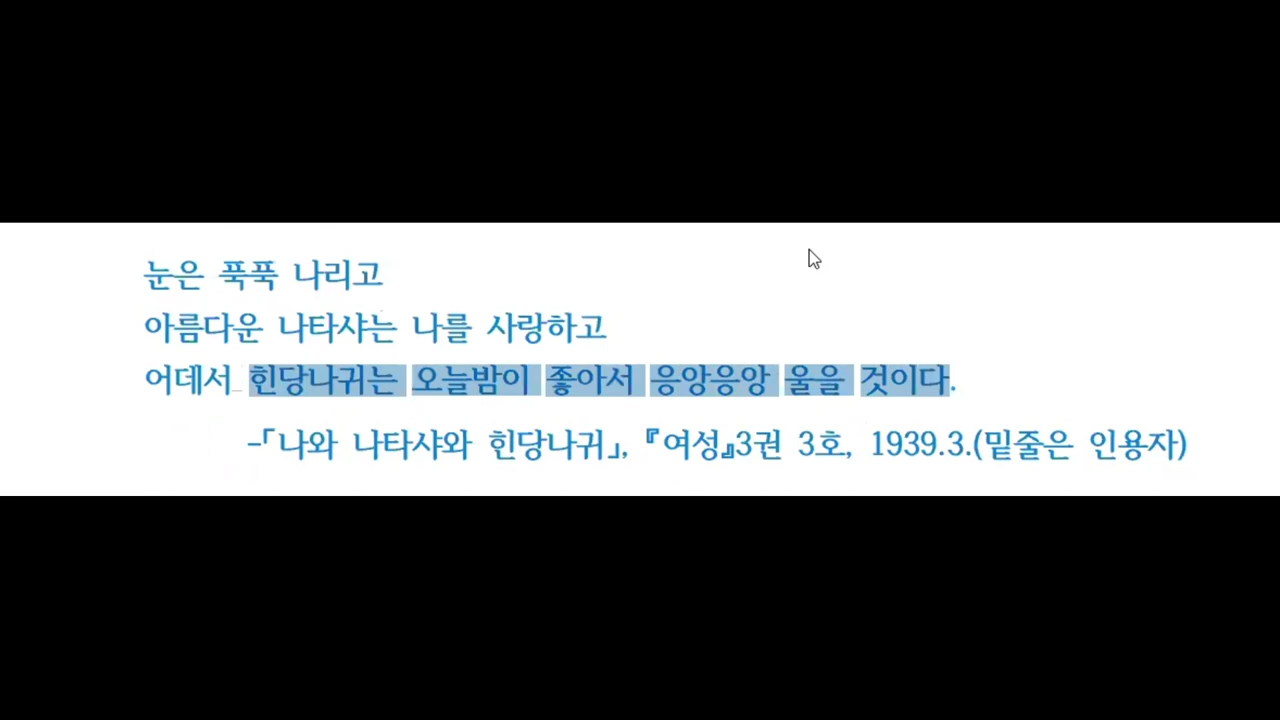 눈은 푹푹 나리고
아름다운 나타샤는 나를 사랑하고
어데서 힌당나귀는 오늘밤이 좋아서 응앙응앙 울을 것이다.
-「나와 나타샤와 힌당나귀」, 『여성』3권 3호, 1939.3.(밑줄은 인용자)